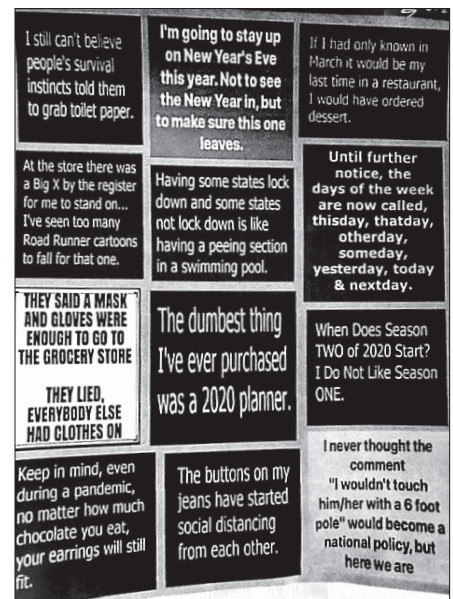 I still can't believe
people's survival
instincts told them
to grab toilet paper.
I'm going to stay up
on New Year's Eve
this year. Not to see
the New Year in, but
to make sure this one
leaves.
If I had only known in
March it would be my
last time in a restaurant,
I would have ordered
dessert.
At the store there was
a Big X by the register
for me to stand on...
I've seen too many
Road Runner cartoons
to fall for that one.
Having some states lock
down and some states
not lock down is like
having a peeing section
in a swimming pool.
Until further
notice, the
days of the week
are now called,
thisday, thatday,
otherday,
someday,
yesterday, today
& nextday.
THEY SAID A MASK
AND GLOVES WERE
ENOUGH TO GO TO
THE GROCERY STORE
THEY LIED,
EVERYBODY ELSE
HAD CLOTHES ON
The dumbest thing
I've ever purchased
was a 2020 planner.
When Does Season
TWO of 2020 Start?
I Do Not Like Season
ONE.
Keep in mind, even
during a pandemic,
no matter how much
chocolate you eat,
your earrings will still
fit.
The buttons on my
jeans have started
social distancing
from each other.
I never thought the
comment
"I wouldn't touch
him/her with a 6 foot
pole" would become a
national policy, but
here we are